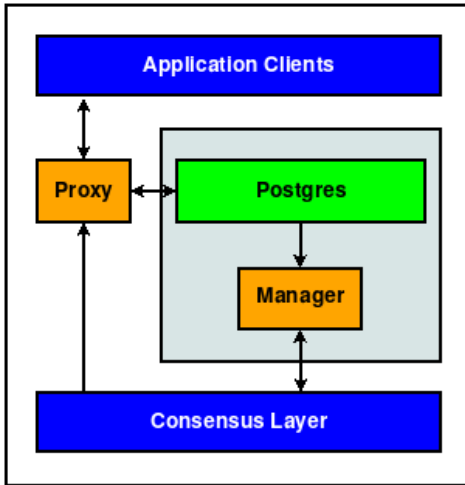 Application Clients
Proxy
Postgres
Manager
Consensus Layer